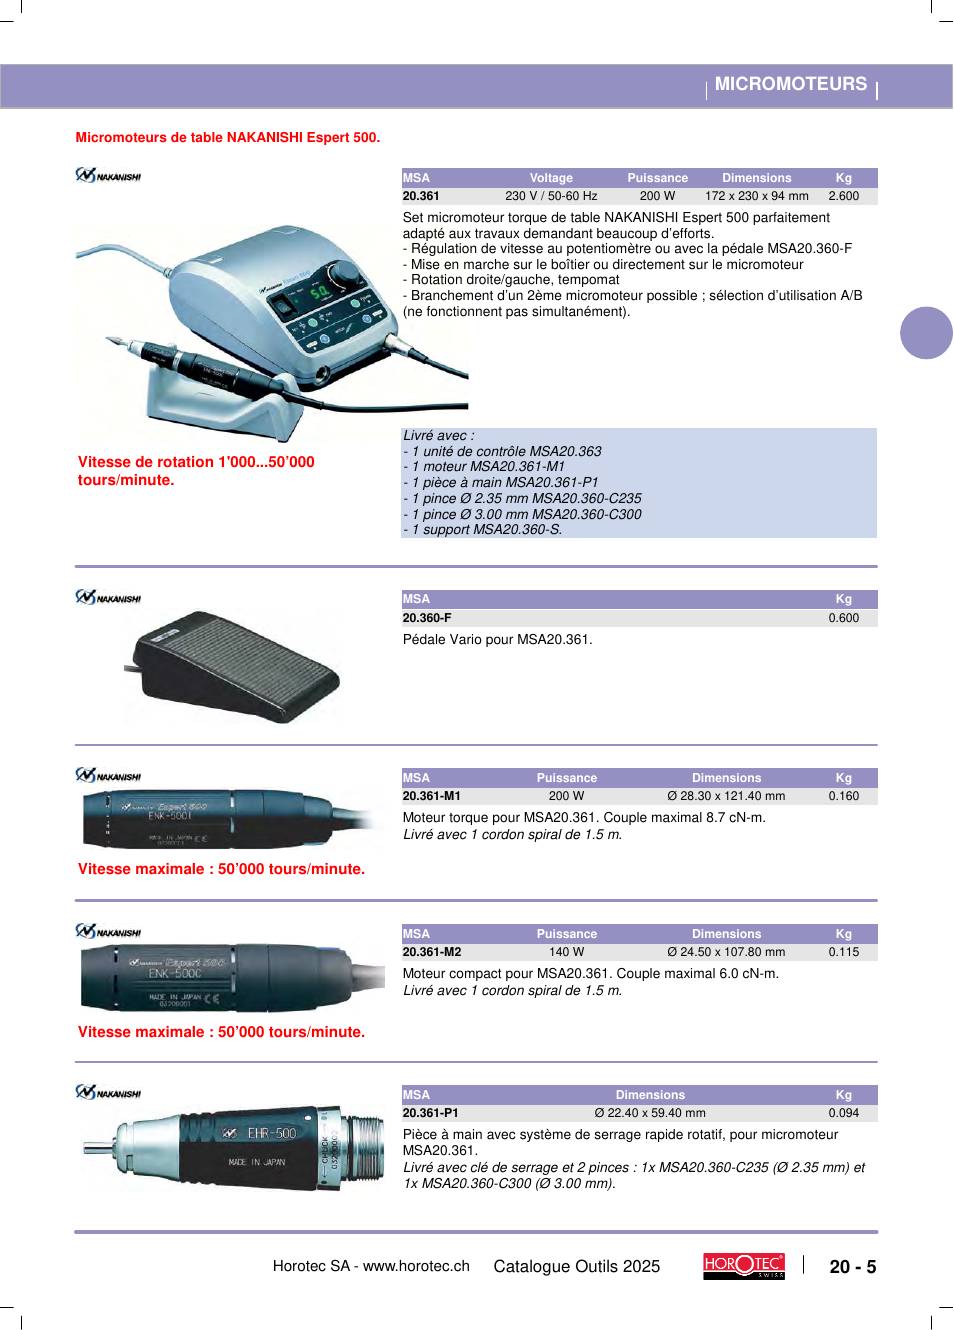 MICROMOTEURS
Micromoteurs de table NAKANISHI Espert 500.
NAKANISHI
MSA Voltage Puissance Dimensions Kg
20.361 230 V / 50-60 Hz 200 W 172 x 230 x 94 mm 2.600
Set micromoteur torque de table NAKANISHI Espert 500 parfaitement
adapté aux travaux demandant beaucoup d’efforts.
- Régulation de vitesse au potentiomètre ou avec la pédale MSA20.360-F
- Mise en marche sur le boîtier ou directement sur le micromoteur
- Rotation droite/gauche, tempomat
- Branchement d’un 2ème micromoteur possible ; sélection d’utilisation A/B
(ne fonctionnent pas simultanément).
Livré avec :
- 1 unité de contrôle MSA20.363
- 1 moteur MSA20.361-M1
- 1 pièce à main MSA20.361-P1
- 1 pince Ø 2.35 mm MSA20.360-C235
- 1 pince Ø 3.00 mm MSA20.360-C300
- 1 support MSA20.360-S.
Vitesse de rotation 1'000...50’000
tours/minute.
NAKANISHI
MSA Kg
20.360-F 0.600
Pédale Vario pour MSA20.361.
NAKANISHI
Espert 500
ENK-500T
MADE IN JAPAN
MSA Puissance Dimensions Kg
20.361-M1 200 W Ø 28.30 x 121.40 mm 0.160
Moteur torque pour MSA20.361. Couple maximal 8.7 cN-m.
Livré avec 1 cordon spiral de 1.5 m.
Vitesse maximale : 50’000 tours/minute.
NAKANISHI
Espert 500
ENK-500C
MADE IN JAPAN
MSA Puissance Dimensions Kg
20.361-M2 140 W Ø 24.50 x 107.80 mm 0.115
Moteur compact pour MSA20.361. Couple maximal 6.0 cN-m.
Livré avec 1 cordon spiral de 1.5 m.
Vitesse maximale : 50’000 tours/minute.
NAKANISHI
EHR-500
MADE IN JAPAN
CHUCK
MSA Dimensions Kg
20.361-P1 Ø 22.40 x 59.40 mm 0.094
Pièce à main avec système de serrage rapide rotatif, pour micromoteur
MSA20.361.
Livré avec clé de serrage et 2 pinces : 1x MSA20.360-C235 (Ø 2.35 mm) et
1x MSA20.360-C300 (Ø 3.00 mm).
Horotec SA - www.horotec.ch Catalogue Outils 2025 HOROTEC SWISS 20 - 5